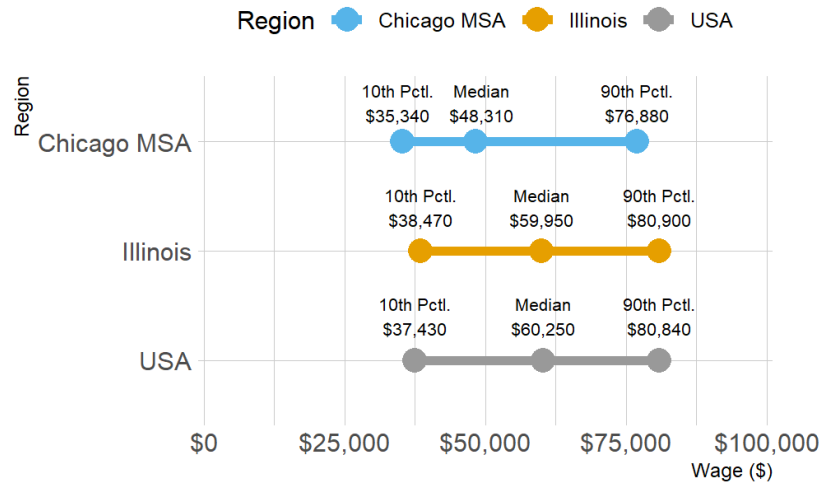 Region Chicago MSA Illinois USA
Region
10th Pctl. Median 90th Pctl.
$35,340 $48,310 $76,880
Chicago MSA
10th Pctl. Median 90th Pctl.
$38,470 $59,950 $80,900
Illinois
10th Pctl. Median 90th Pctl.
$37,430 $60,250 $80,840
USA
$0 $25,000 $50,000 $75,000 $100,000
Wage ($)